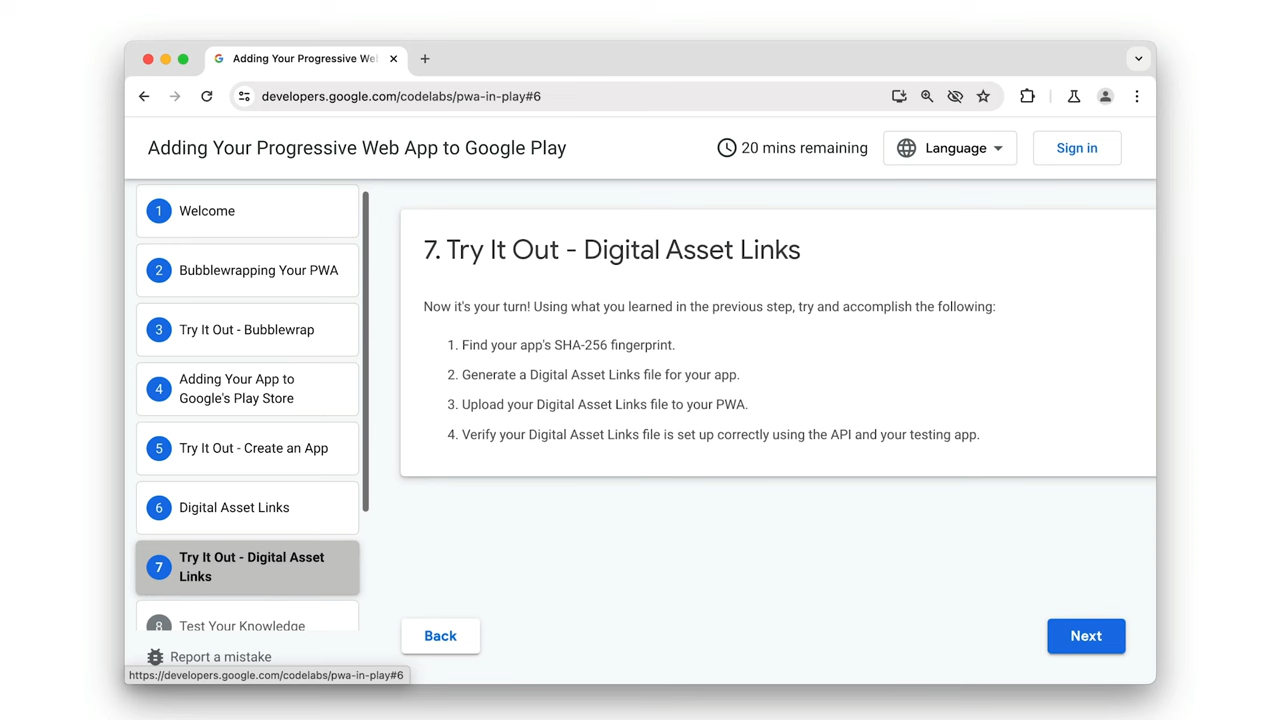 Adding Your Progressive We
developers.google.com/codelabs/pwa-in-play#6
Adding Your Progressive Web App to Google Play
20 mins remaining
Language
Sign in
1 Welcome
2 Bubblewrapping Your PWA
3 Try It Out - Bubblewrap
4 Adding Your App to
Google's Play Store
5 Try It Out - Create an App
6 Digital Asset Links
7 Try It Out - Digital Asset
Links
8 Test Your Knowledge
Report a mistake
https://developers.google.com/codelabs/pwa-in-play#6
7. Try It Out - Digital Asset Links
Now it's your turn! Using what you learned in the previous step, try and accomplish the following:
1. Find your app's SHA-256 fingerprint.
2. Generate a Digital Asset Links file for your app.
3. Upload your Digital Asset Links file to your PWA.
4. Verify your Digital Asset Links file is set up correctly using the API and your testing app.
Back
Next